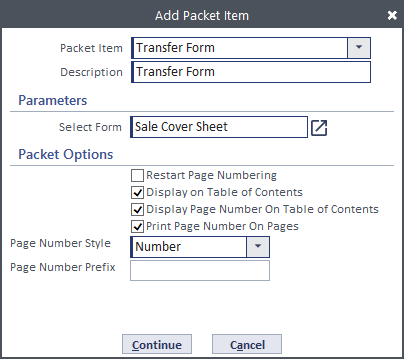 Add Packet Item
Packet Item Transfer Form
Description Transfer Form
Parameters
Select Form Sale Cover Sheet
Packet Options
Restart Page Numbering
Display on Table of Contents
Display Page Number On Table of Contents
Print Page Number On Pages
Page Number Style Number
Page Number Prefix
Continue Cancel